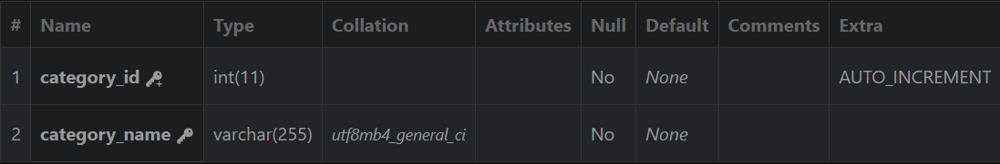 # Name Type Collation Attributes Null Default Comments Extra
1 category_id int(11) No None AUTO_INCREMENT
2 category_name varchar(255) utf8mb4_general_ci No None